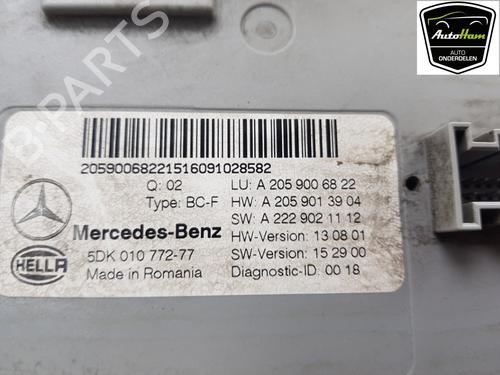 AutoHam
AUTO
ONDERDELEN
B-PARTS
20590068221516091028582
Q: 02
LU: A 205 900 68 22
Type: BC-F
HW: A 205 901 39 04
SW: A 222 902 11 12
Mercedes-Benz
HW-Version: 13 08 01
HELLA
5DK 010 772-77
SW-Version: 15 29 00
Made in Romania
Diagnostic-ID: 00 18